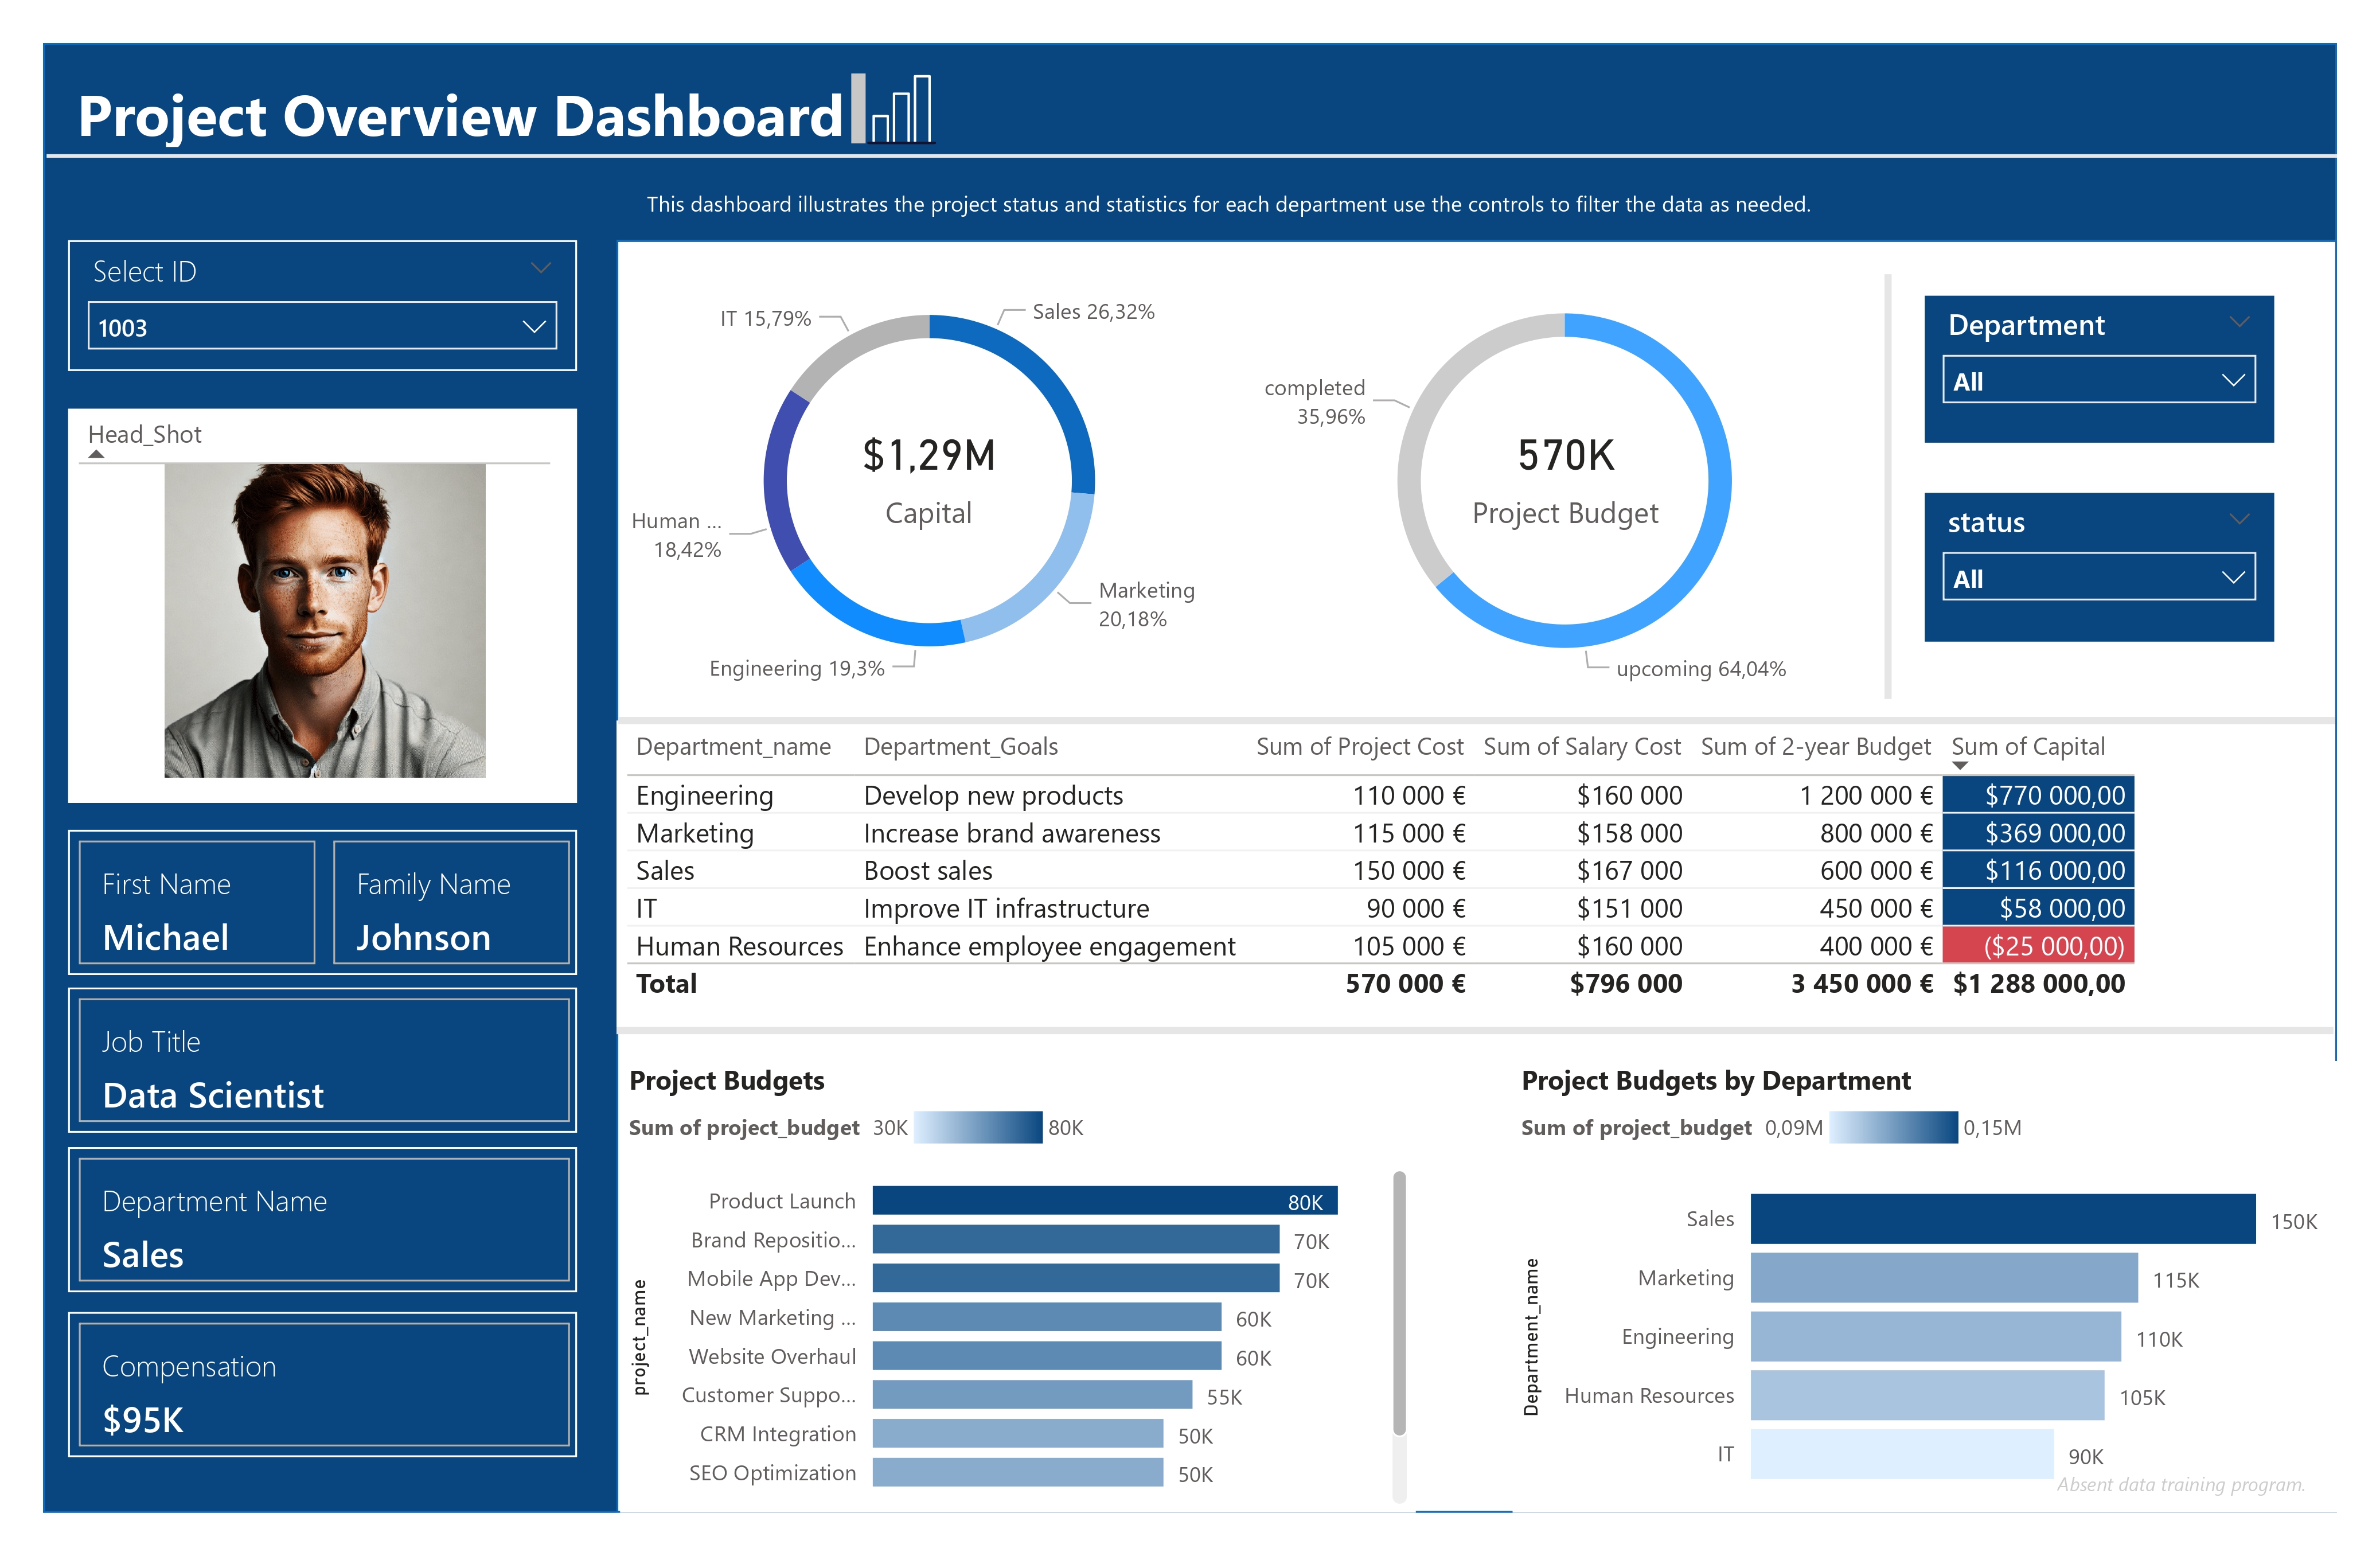 Project Overview Dashboard
This dashboard illustrates the project status and statistics for each department use the controls to filter the data as needed.
Select ID
1003
Head_Shot
First Name
Michael
Family Name
Johnson
Job Title
Data Scientist
Department Name
Sales
Compensation
$95K
IT 15,79%
Sales 26,32%
Human ...
18,42%
Marketing
20,18%
Engineering 19,3%
$1,29M
Capital
completed
35,96%
570K
Project Budget
upcoming 64,04%
Department
All
status
All
Department_name Department_Goals Sum of Project Cost Sum of Salary Cost Sum of 2-year Budget Sum of Capital
Engineering Develop new products 110 000 € $160 000 1 200 000 € $770 000,00
Marketing Increase brand awareness 115 000 € $158 000 800 000 € $369 000,00
Sales Boost sales 150 000 € $167 000 600 000 € $116 000,00
IT Improve IT infrastructure 90 000 € $151 000 450 000 € $58 000,00
Human Resources Enhance employee engagement 105 000 € $160 000 400 000 € ($25 000,00)
Total 570 000 € $796 000 3 450 000 € $1 288 000,00
Project Budgets
Sum of project_budget 30K 80K
project_name
Product Launch 80K
Brand Repositio... 70K
Mobile App Dev... 70K
New Marketing ... 60K
Website Overhaul 60K
Customer Suppo... 55K
CRM Integration 50K
SEO Optimization 50K
Project Budgets by Department
Sum of project_budget 0,09M 0,15M
Department_name
Sales 150K
Marketing 115K
Engineering 110K
Human Resources 105K
IT 90K
Absent data training program.